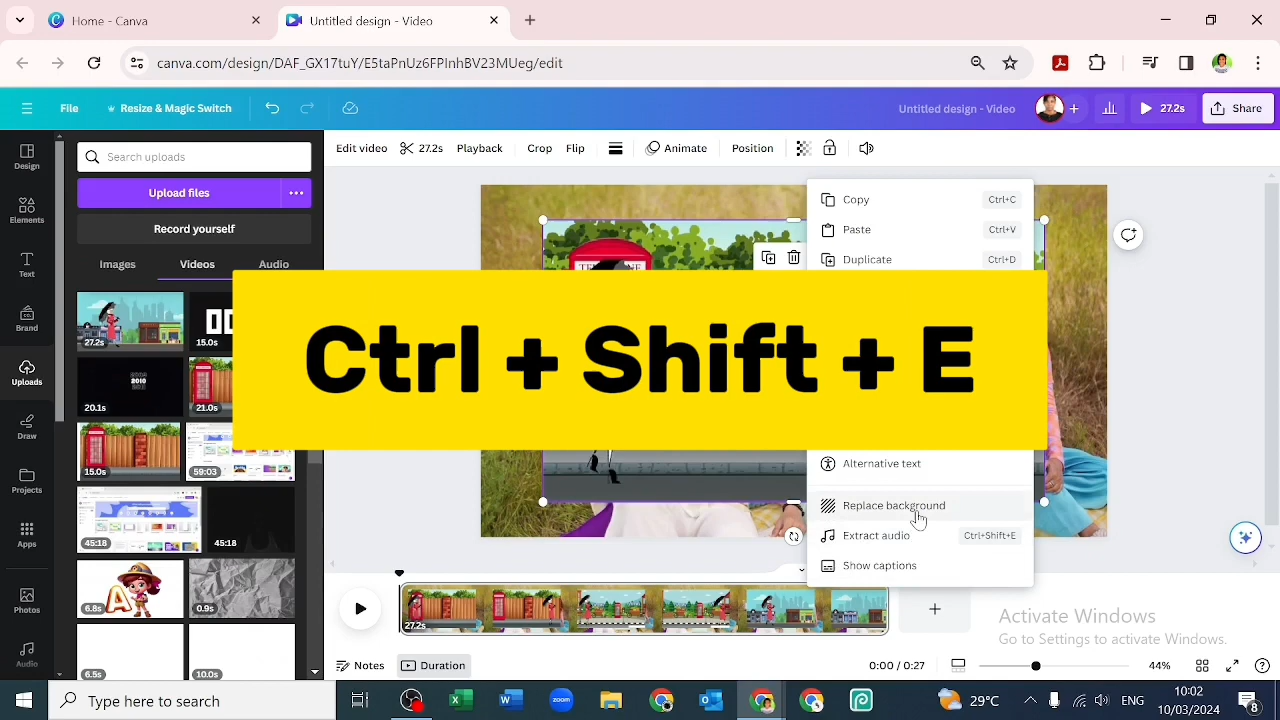 Home - Canva
Untitled design - Video
canva.com/design/DAF_GX17tuY/E5taPnUz6FPInhBV23MUeg/edit
File
Resize & Magic Switch
Untitled design - Video
27.2s
Share
Edit video
27.2s
Playback
Crop
Flip
Animate
Position
Design
Elements
Text
Brand
Uploads
Draw
Projects
Apps
Photos
Audio
Search uploads
Upload files
Record yourself
Images
Videos
Audio
27.2s
15.0s
2010
20.1s
21.0s
15.0s
59:03
45:18
45:18
6.8s
0.9s
6.5s
10.0s
Copy
Ctrl+C
Paste
Ctrl+V
Duplicate
Ctrl+D
Ctrl + Shift + E
Alternative text
Replace background
Extract audio
Ctrl+Shift+E
Show captions
27.2s
Activate Windows
Go to Settings to activate Windows.
Notes
Duration
0:00 / 0:27
44%
Type here to search
zoom
29°C
10:02